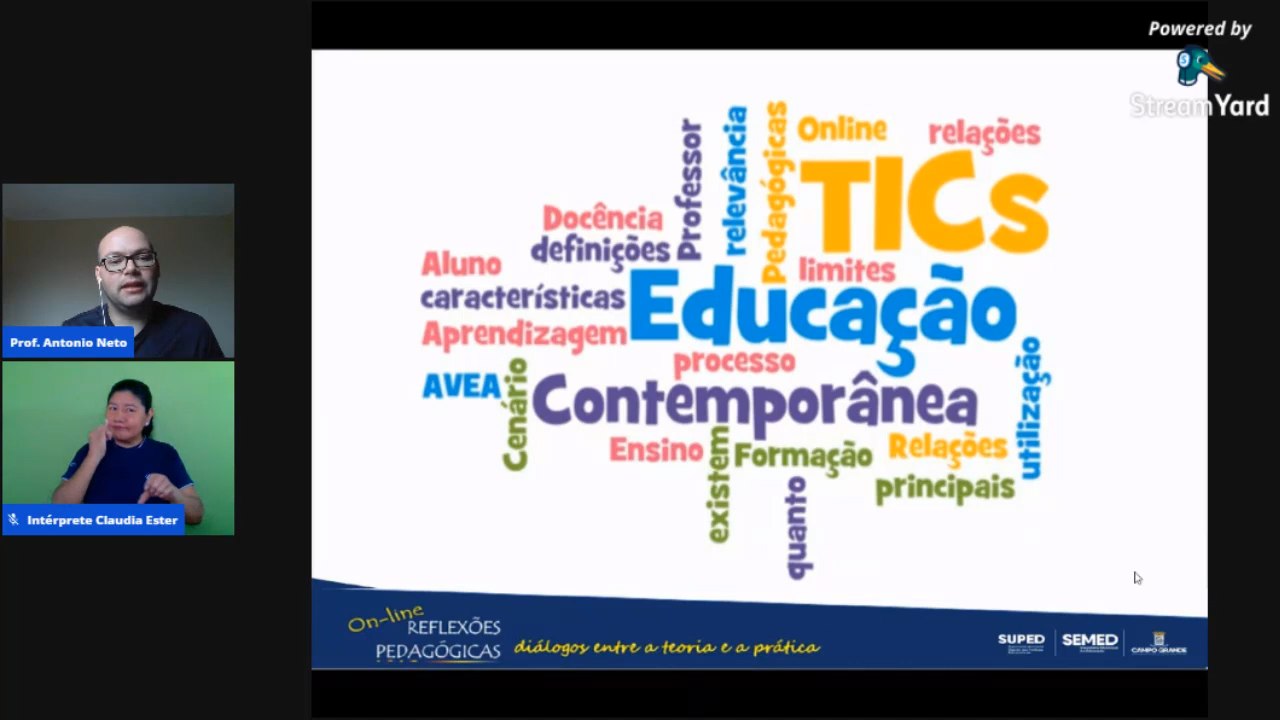 Powered by
StreamYard
Prof. Antonio Neto
Intérprete Claudia Ester
Professor
relevância
Pedagógicas
Online
relações
TICs
Docência
definições
limites
Aluno
características
Educação
Aprendizagem
processo
AVEA
Cenário
Contemporânea
utilização
Ensino
existem
Formação
Relações
principais
quanto
On-line
REFLEXÕES
PEDAGÓGICAS
diálogos entre a teoria e a prática
SUPED
SEMED
CAMPO GRANDE